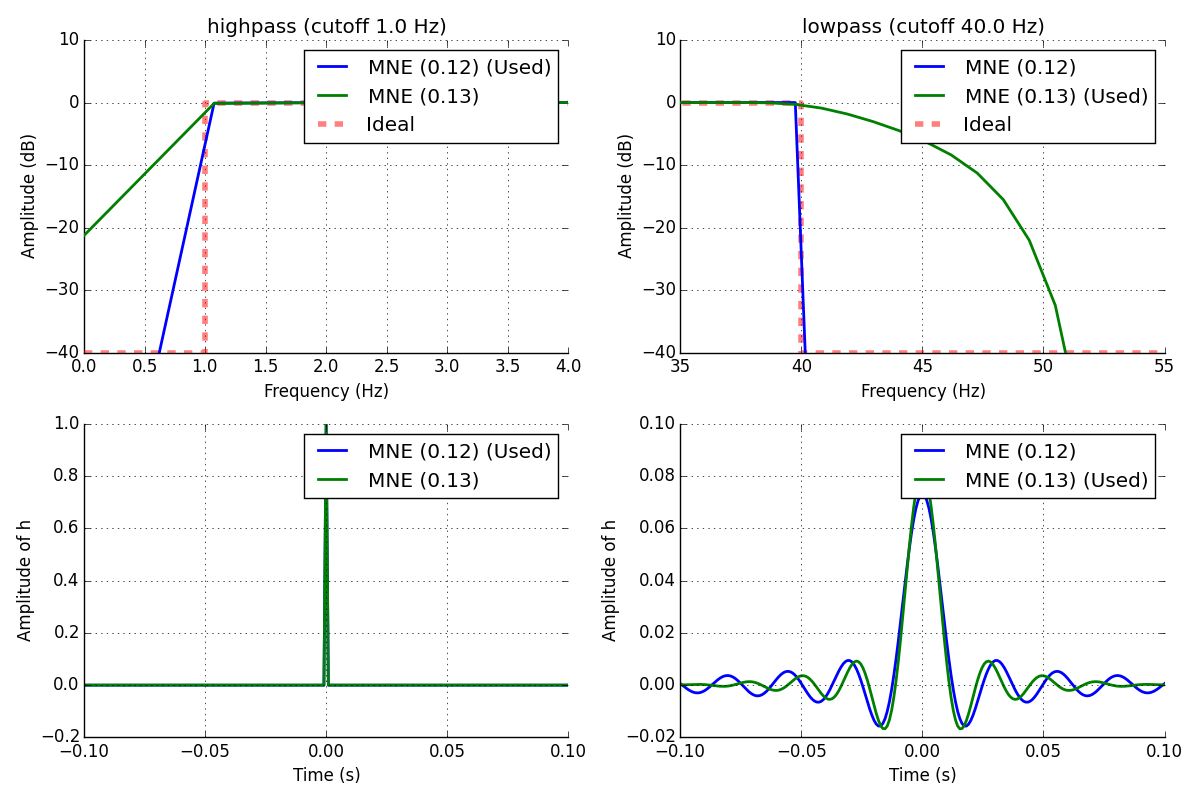 highpass (cutoff 1.0 Hz)
10
0
−10
−20
−30
−40
Amplitude (dB)
MNE (0.12) (Used)
MNE (0.13)
Ideal
0.0 0.5 1.0 1.5 2.0 2.5 3.0 3.5 4.0
Frequency (Hz)
lowpass (cutoff 40.0 Hz)
10
0
−10
−20
−30
−40
Amplitude (dB)
MNE (0.12)
MNE (0.13) (Used)
Ideal
35 40 45 50 55
Frequency (Hz)
1.0
0.8
0.6
0.4
0.2
0.0
−0.2
Amplitude of h
MNE (0.12) (Used)
MNE (0.13)
−0.10 −0.05 0.00 0.05 0.10
Time (s)
0.10
0.08
0.06
0.04
0.02
0.00
−0.02
Amplitude of h
MNE (0.12)
MNE (0.13) (Used)
−0.10 −0.05 0.00 0.05 0.10
Time (s)